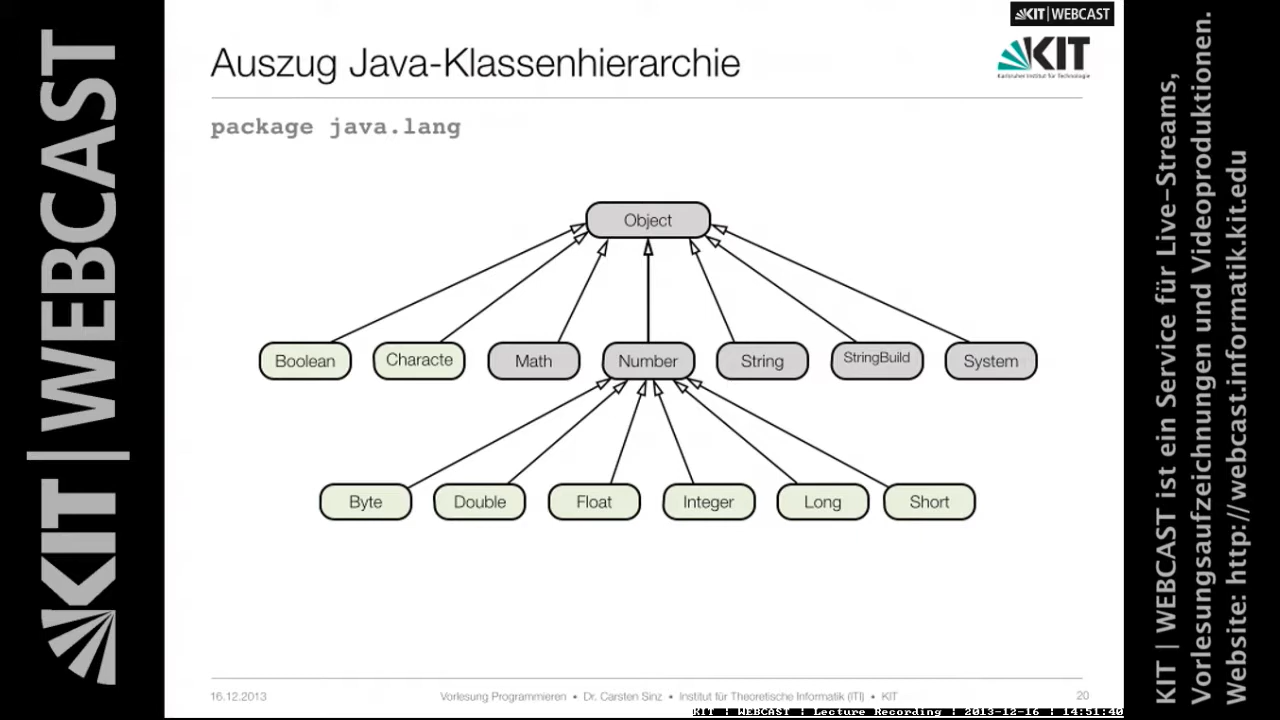 KIT | WEBCAST
KIT|WEBCAST
Auszug Java-Klassenhierarchie
KIT
Karlsruher Institut für Technologie
package java.lang
Object
Boolean
Characte
Math
Number
String
StringBuild
System
Byte
Double
Float
Integer
Long
Short
16.12.2013
Vorlesung Programmieren • Dr. Carsten Sinz • Institut für Theoretische Informatik (ITI) • KIT
20
KIT : WEBCAST : Lecture Recording : 2013-12-16 : 14:51:40
KIT | WEBCAST ist ein Service für Live-Streams,
Vorlesungsaufzeichnungen und Videoproduktionen.
Website: http://webcast.informatik.kit.edu